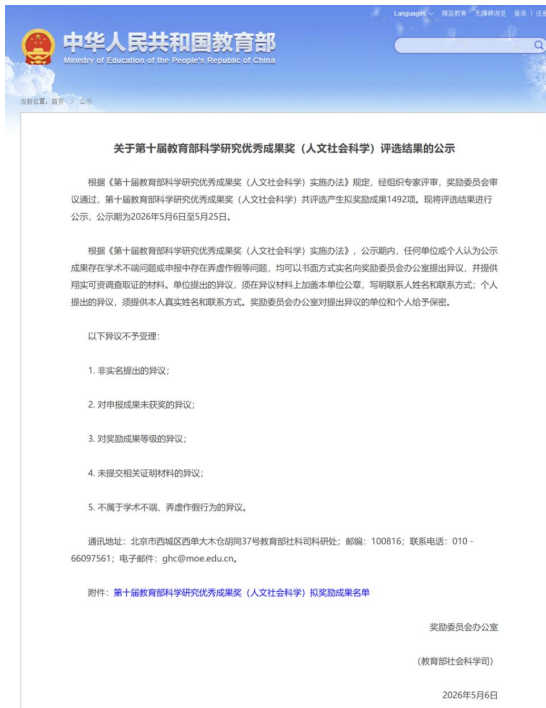 Languages 微言教育 无障碍浏览 登录 | 注册
中华人民共和国教育部
Ministry of Education of the People's Republic of China
当前位置：首页 > 公示
关于第十届教育部科学研究优秀成果奖（人文社会科学）评选结果的公示
根据《第十届教育部科学研究优秀成果奖（人文社会科学）实施办法》规定，经组织专家评审，奖励委员会审
议通过，第十届教育部科学研究优秀成果奖（人文社会科学）共评选产生拟奖励成果1492项。现将评选结果进行
公示，公示期为2026年5月6日至5月25日。
根据《第十届教育部科学研究优秀成果奖（人文社会科学）实施办法》，公示期内，任何单位或个人认为公示
成果存在学术不端问题或申报中存在弄虚作假等问题，均可以书面方式实名向奖励委员会办公室提出异议，并提供
翔实可资调查取证的材料。单位提出的异议，须在异议材料上加盖本单位公章，写明联系人姓名和联系方式；个人
提出的异议，须提供本人真实姓名和联系方式。奖励委员会办公室对提出异议的单位和个人给予保密。
以下异议不予受理：
1. 非实名提出的异议；
2. 对申报成果未获奖的异议；
3. 对奖励成果等级的异议；
4. 未提交相关证明材料的异议；
5. 不属于学术不端、弄虚作假行为的异议。
通讯地址：北京市西城区西单大木仓胡同37号教育部社科司科研处；邮编：100816；联系电话：010 -
66097561；电子邮件：ghc@moe.edu.cn。
附件：第十届教育部科学研究优秀成果奖（人文社会科学）拟奖励成果名单
奖励委员会办公室
（教育部社会科学司）
2026年5月6日